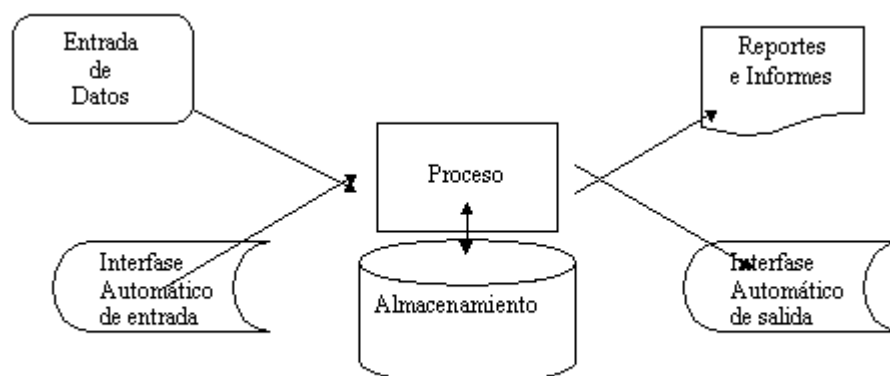 Entrada
de
Datos
Reportes
e Informes
Proceso
Interfase
Automático
de entrada
Almacenamiento
Interfase
Automático
de salida